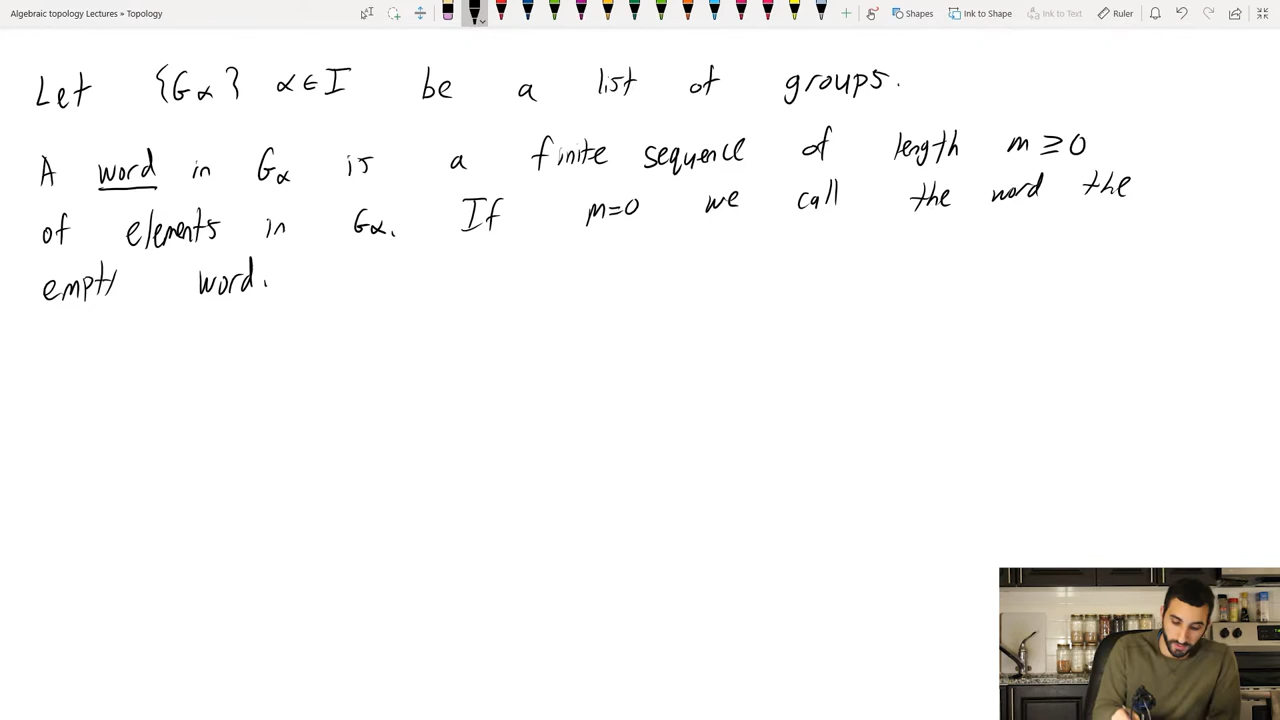 Algebraic topology Lectures » Topology
Shapes Ink to Shape Ink to Text Ruler
Let {Gα} α∈I be a list of groups.
A word in Gα is a finite sequence of length m ≥ 0
of elements in Gα. If m=0 we call the word the
empty word.